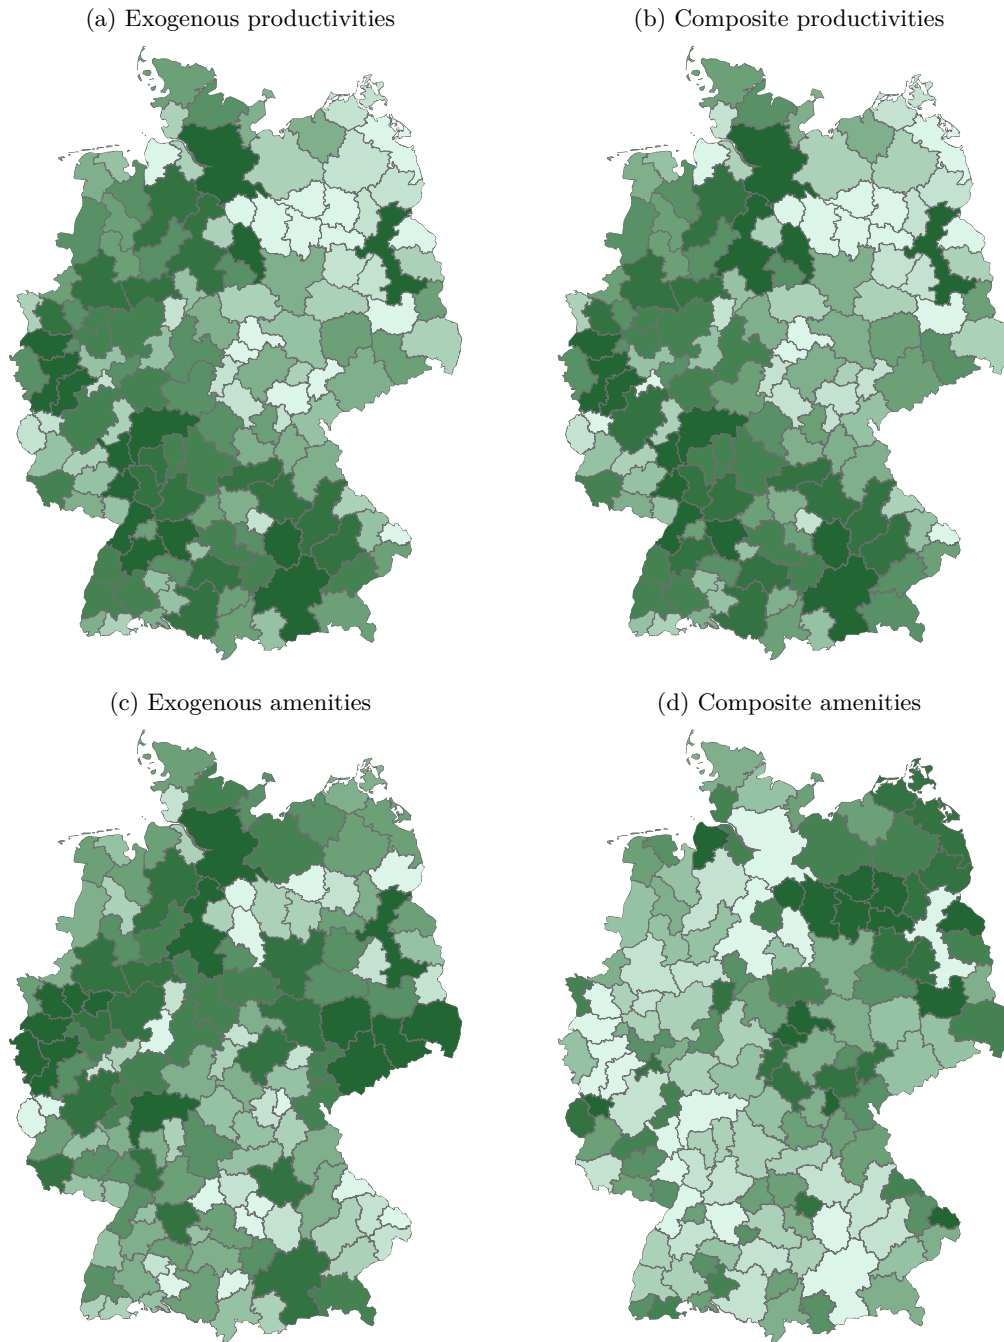 (a) Exogenous productivities
(b) Composite productivities
(c) Exogenous amenities
(d) Composite amenities